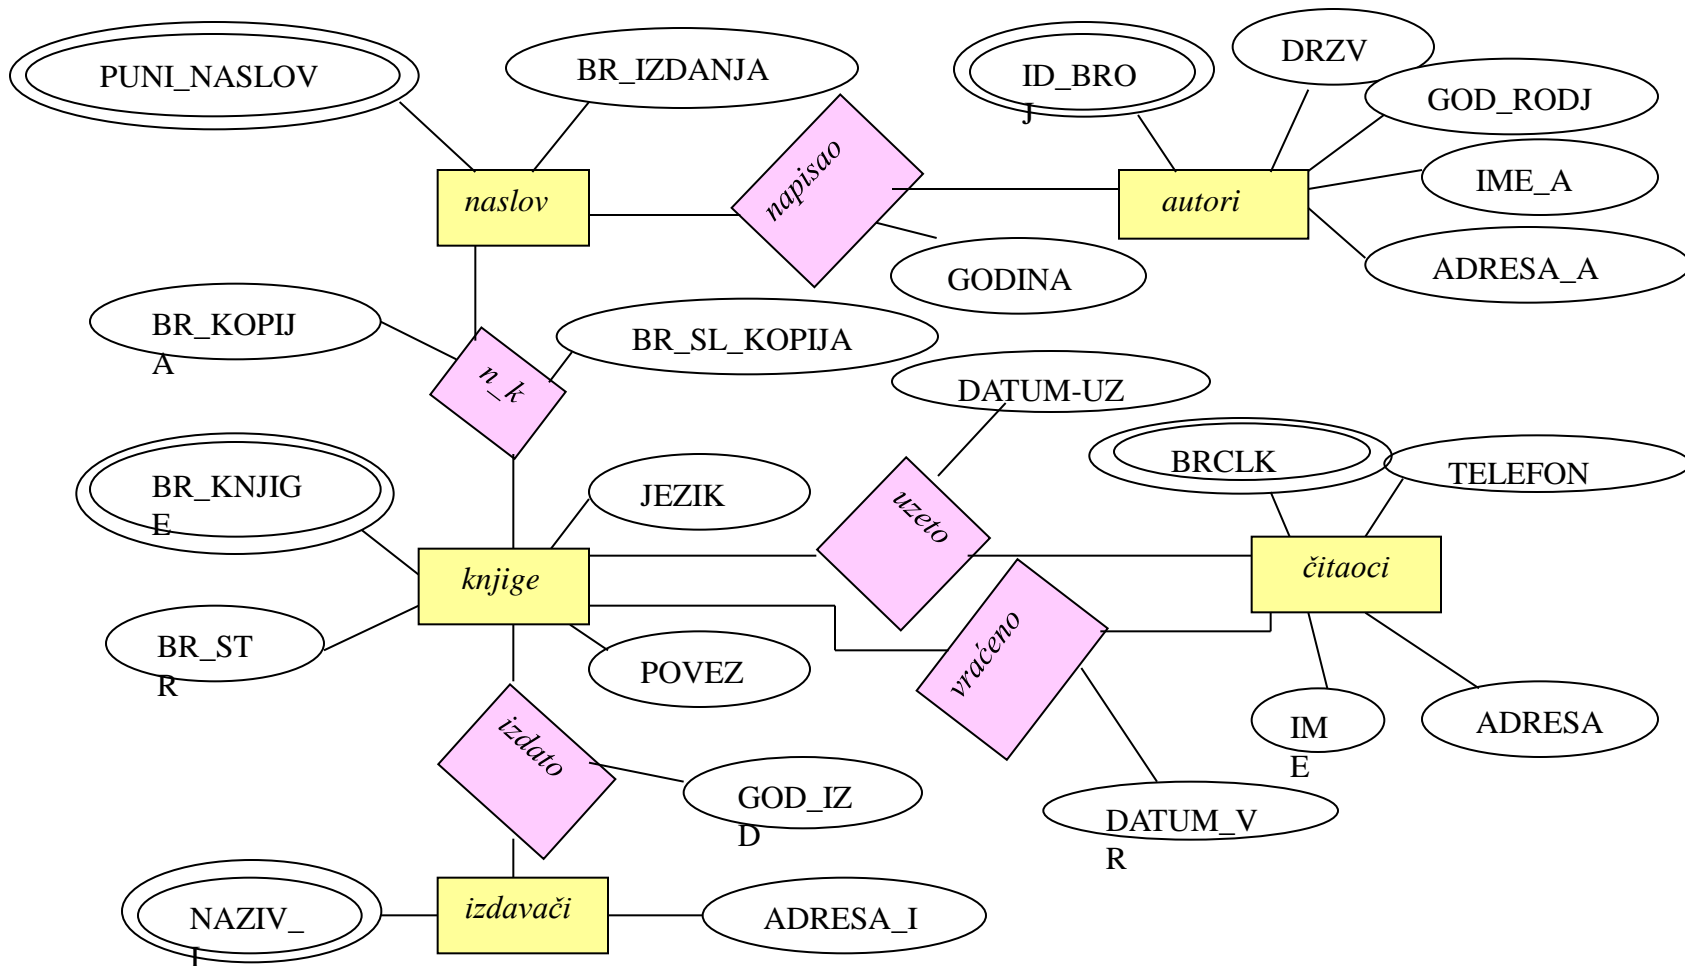 PUNI_NASLOV
BR_IZDANJA
ID_BRO
J
DRZV
GOD_RODJ
napisao
naslov
autori
IME_A
GODINA
ADRESA_A
BR_KOPIJ
A
BR_SL_KOPIJA
n_k
DATUM-UZ
BR_KNJIG
E
JEZIK
BRCLK
TELEFON
uzeto
knjige
čitaoci
BR_ST
R
POVEZ
vraćeno
IM
E
ADRESA
izdato
GOD_IZ
D
DATUM_V
R
NAZIV_
I
izdavači
ADRESA_I